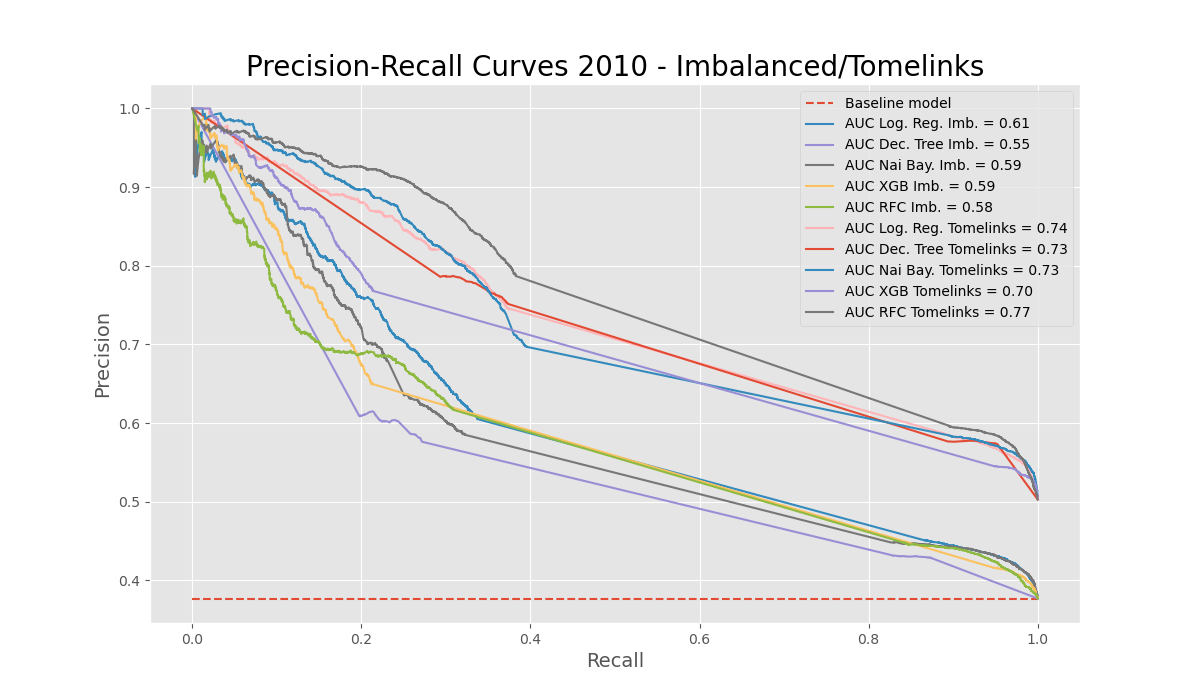 Precision-Recall Curves 2010 - Imbalanced/Tomelinks
1.0
0.9
0.8
0.7
0.6
0.5
0.4
Precision
Baseline model
AUC Log. Reg. Imb. = 0.61
AUC Dec. Tree Imb. = 0.55
AUC Nai Bay. Imb. = 0.59
AUC XGB Imb. = 0.59
AUC RFC Imb. = 0.58
AUC Log. Reg. Tomelinks = 0.74
AUC Dec. Tree Tomelinks = 0.73
AUC Nai Bay. Tomelinks = 0.73
AUC XGB Tomelinks = 0.70
AUC RFC Tomelinks = 0.77
0.0 0.2 0.4 0.6 0.8 1.0
Recall